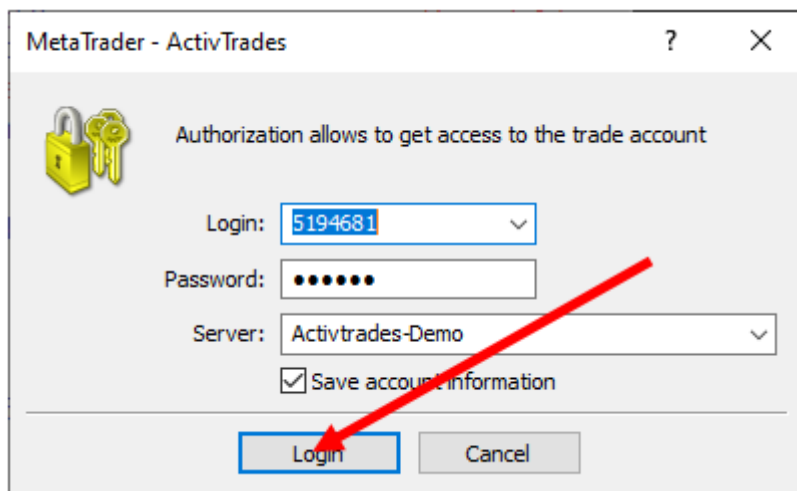 MetaTrader - ActivTrades ?
Authorization allows to get access to the trade account
Login: 5194681
Password: ••••••
Server: Activtrades-Demo
Save account information
Login Cancel